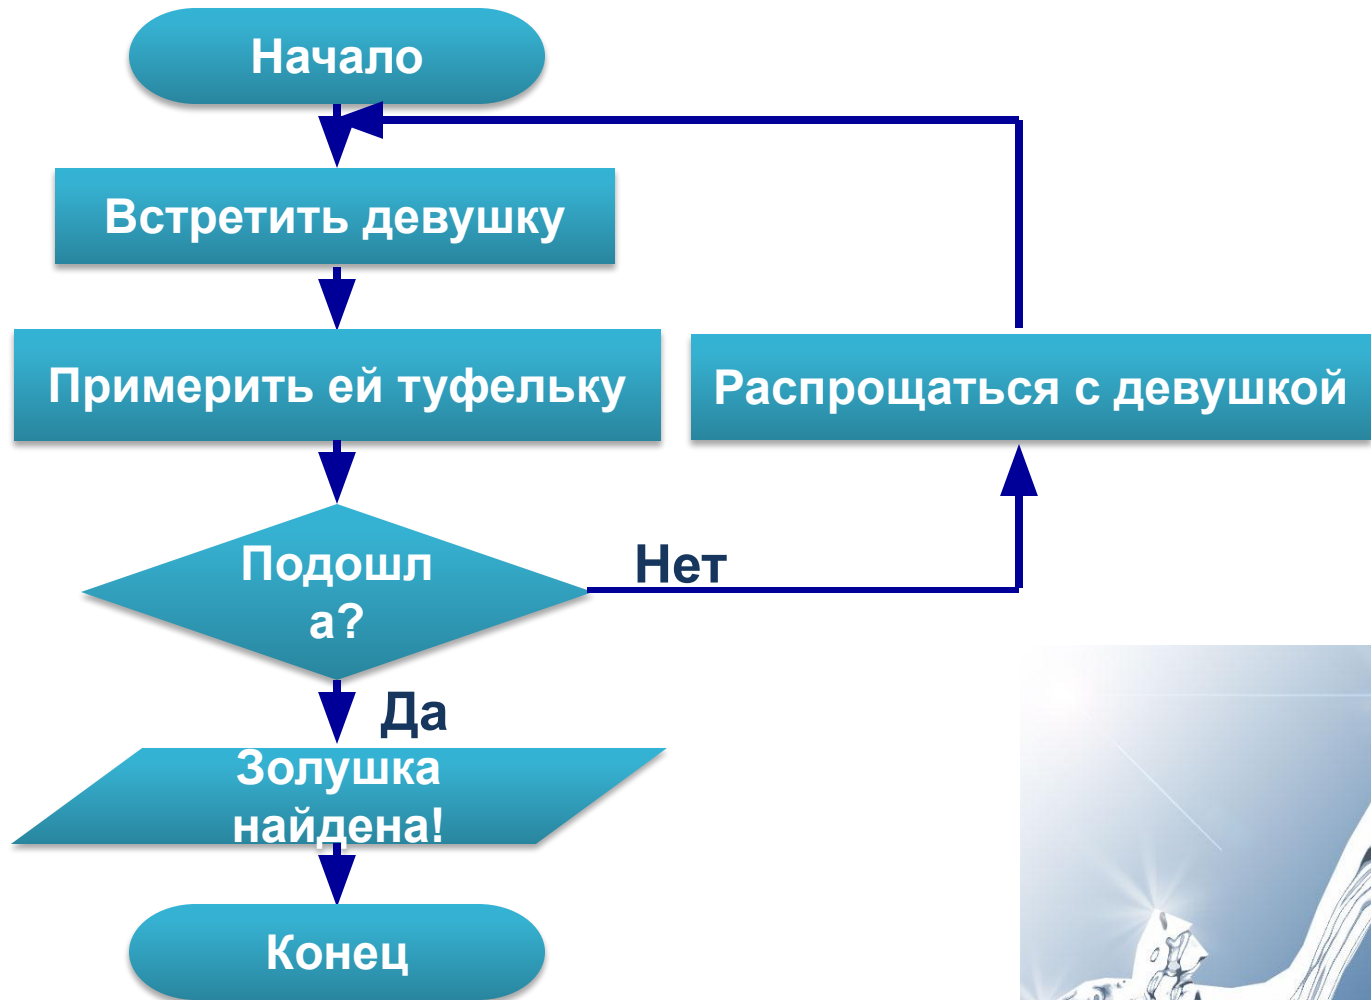 Начало
Встретить девушку
Примерить ей туфельку
Распрощаться с девушкой
Подошл
а?
Нет
Да
Золушка
найдена!
Конец